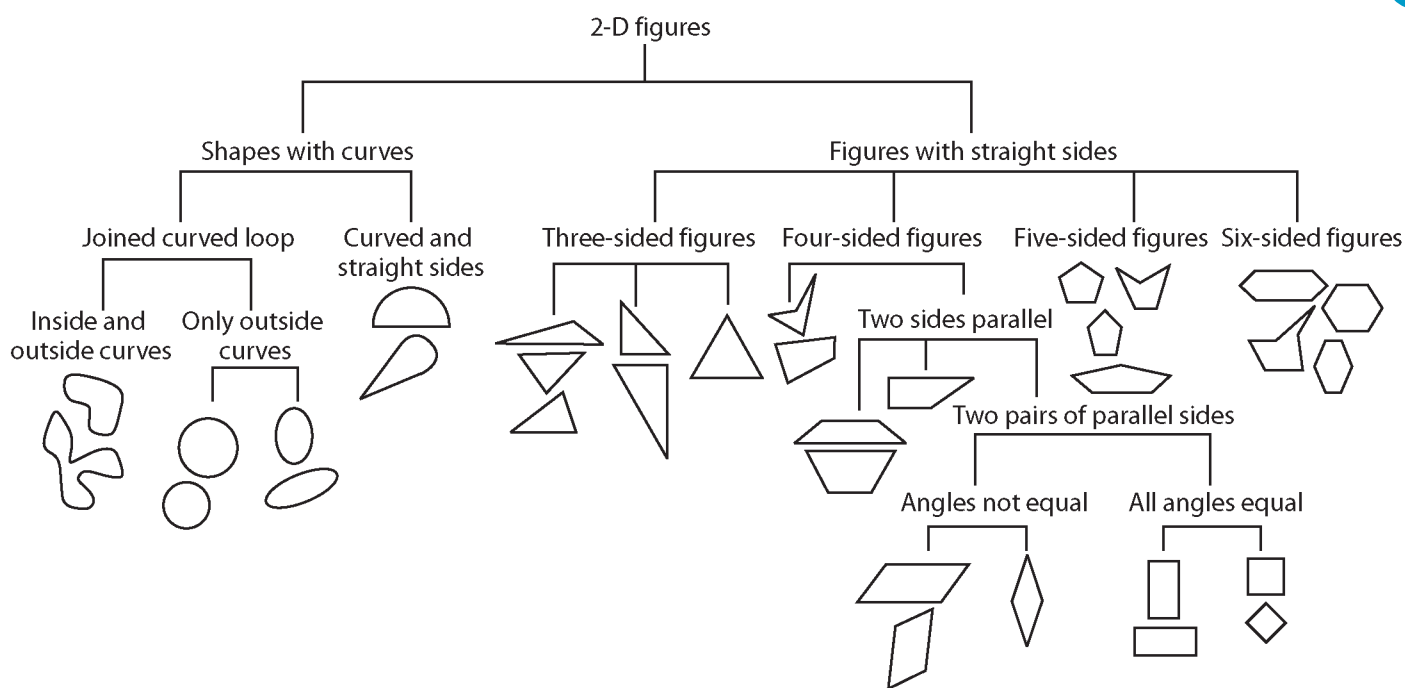 2-D figures
Shapes with curves
Figures with straight sides
Joined curved loop
Curved and
straight sides
Three-sided figures
Four-sided figures
Five-sided figures
Six-sided figures
Inside and
outside curves
Only outside
curves
Two sides parallel
Two pairs of parallel sides
Angles not equal
All angles equal